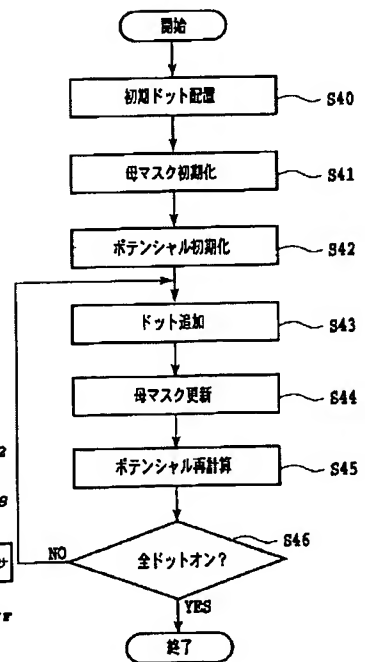 開始
初期ドット配置
S40
母マスク初期化
S41
ポテンシャル初期化
S42
ドット追加
S43
母マスク更新
S44
ポテンシャル再計算
S45
全ドットオン?
S46
NO
YES
終了
2
サ